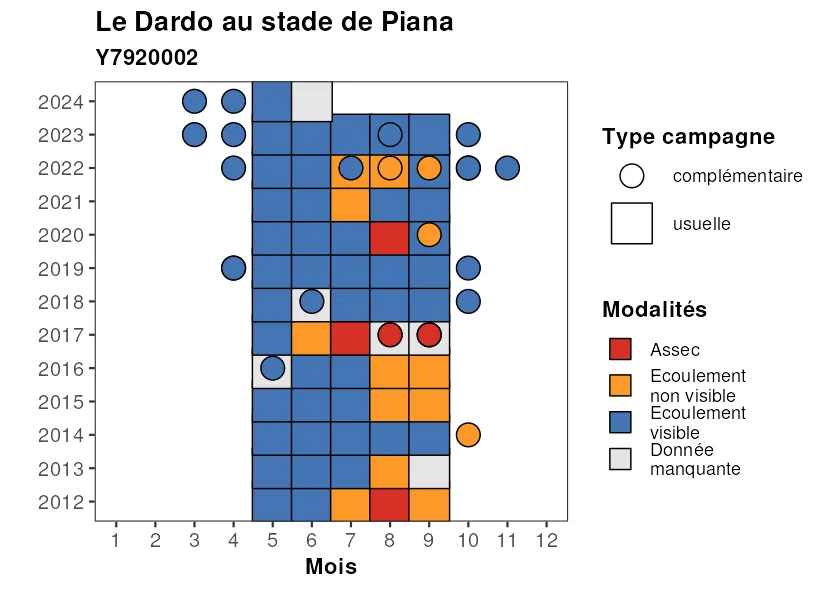 Le Dardo au stade de Piana
Y7920002
2024
2023
2022
2021
2020
2019
2018
2017
2016
2015
2014
2013
2012
1 2 3 4 5 6 7 8 9 10 11 12
Mois
Type campagne
complémentaire
usuelle
Modalités
Assec
Ecoulement
non visible
Ecoulement
visible
Donnée
manquante